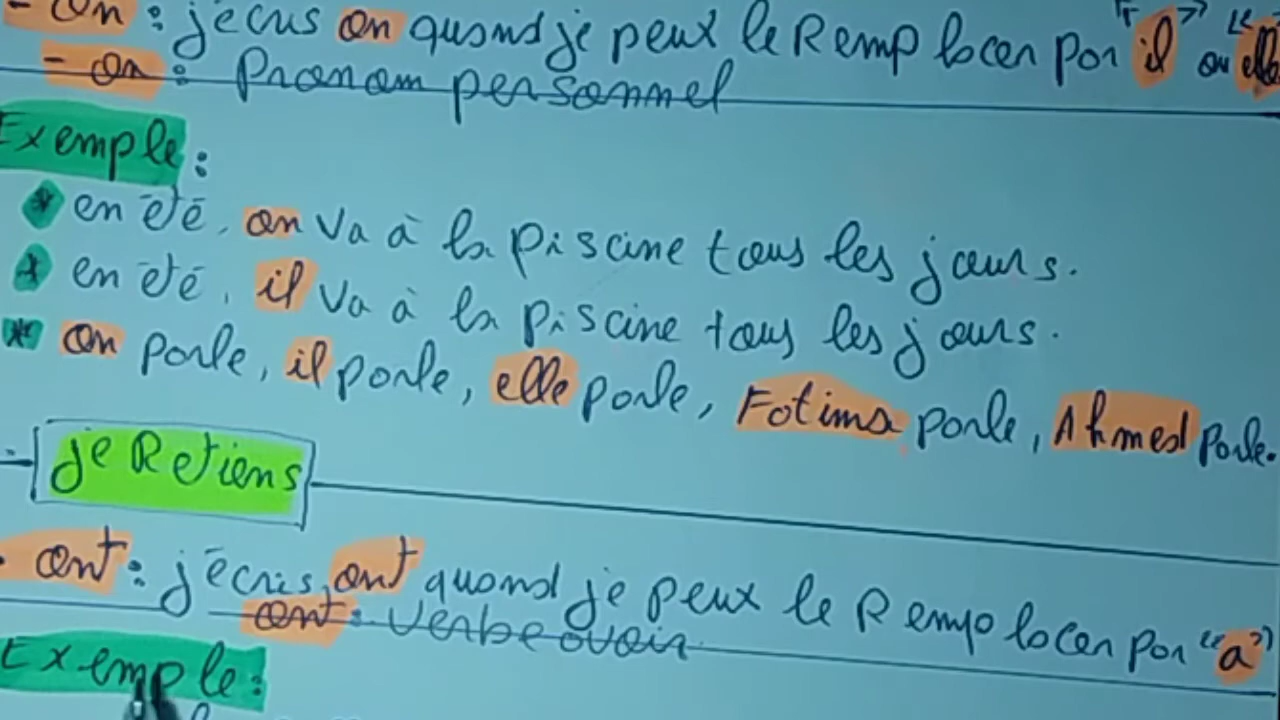 - on : j'écris on quand je peux le Remplacer par "il" ou "elle
- on : Pronom personnel
Exemple :
* en été, on va à la piscine tous les jours.
* en été, il va à la piscine tous les jours.
* on parle, il parle, elle parle, Fatima parle, Ahmed parle.
- je Retiens
. ont : j'écris, ont quand je peux le Remplacer par "a"
ont : Verbe avoir
Exemple :